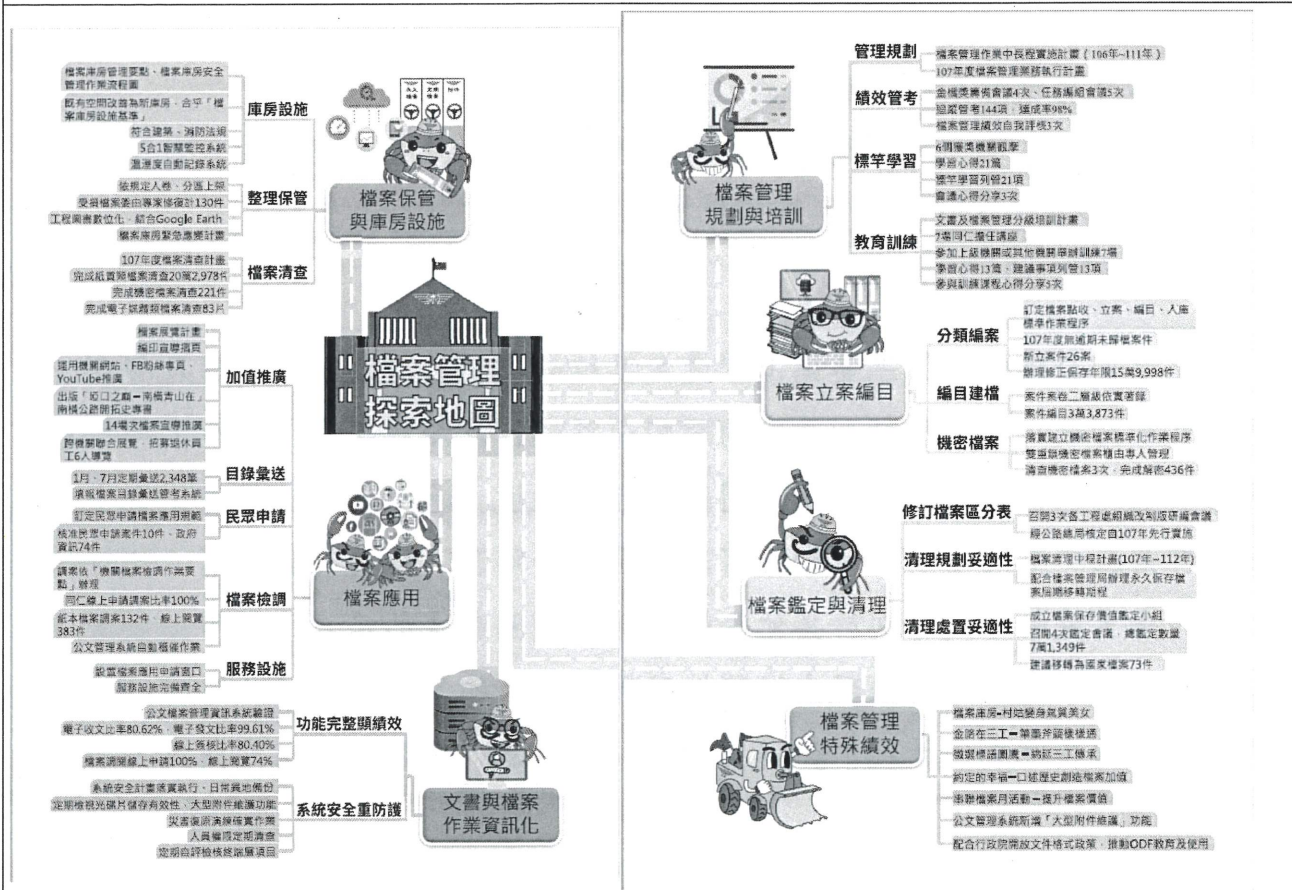 檔案庫房管理要點、檔案庫房安全
管理作業流程圖
既有空間改善為新庫房，合乎「檔
案庫房設施基準」
符合建築、消防法規
5合1智慧監控系統
溫溼度自動記錄系統
庫房設施
依規定入卷、分區上架
受損檔案委由專家修復計130件
工程圖書數位化，結合Google Earth
檔案庫房緊急應變計畫
整理保管
107年度檔案清查計畫
完成紙質類檔案清查20萬2,978件
完成機密檔案清查221件
完成電子媒體類檔案清查83片
檔案清查
檔案保管
與庫房設施
檔案展覽計畫
編印宣導摺頁
運用機關網站、FB粉絲專頁、
YouTube推廣
出版「埡口之巔－南橫青山在」
南橫公路開拓史專書
14場次檔案宣導推廣
跨機關聯合展覽，招募退休員
工6人導覽
加值推廣
1月、7月定期彙送2,348筆
填報檔案目錄彙送管考系統
目錄彙送
訂定民眾申請檔案應用規範
核准民眾申請案件10件，政府
資訊74件
民眾申請
調案依「機關檔案檢調作業要
點」辦理
同仁線上申請調案比率100%
紙本檔案調案132件，線上閱覽
383件
公文管理系統自動稽催作業
檔案檢調
設置檔案應用申請窗口
服務設施完備齊全
服務設施
檔案應用
公文檔案管理資訊系統驗證
電子收文比率80.62%，電子發文比率99.61%
線上簽核比率80.40%
檔案調閱線上申請100%，線上閱覽74%
功能完整顯績效
系統安全計畫落實執行、日常異地備份
定期檢視光碟片儲存有效性，大型附件維護功能
災害復原演練確實作業
人員權限定期清查
定期自評檢核終端層項目
系統安全重防護
文書與檔案
作業資訊化
檔案管理
探索地圖
管理規劃
檔案管理作業中長程實施計畫（106年~111年）
107年度檔案管理業務執行計畫
績效管考
金檔獎籌備會議4次、任務編組會議5次
追蹤管考144項，達成率98%
檔案管理績效自我評核3次
標竿學習
6個獲獎機關觀摩
學習心得21篇
標竿學習列管21項
會議心得分享3次
教育訓練
文書及檔案管理分級培訓計畫
7場同仁擔任講座
參加上級機關或其他機關舉辦訓練7場
學習心得13篇、建議事項列管13項
參與訓練課程心得分享5次
檔案管理
規劃與培訓
分類編案
訂定檔案點收、立案、編目、入庫
標準作業程序
107年度無逾期未歸檔案件
新立案件26案
辦理修正保存年限15萬9,998件
編目建檔
案件案卷二層級依實著錄
案件編目3萬3,873件
機密檔案
落實建立機密檔案標準化作業程序
雙重鎖機密檔案櫃由專人管理
清查機密檔案3次，完成解密436件
檔案立案編目
修訂檔案區分表
召開3次各工程處組織改制版研編會議
經公路總局核定自107年先行實施
清理規劃妥適性
檔案清理中程計畫(107年~112年)
配合檔案管理局辦理永久保存檔
案屆期移轉期程
清理處置妥適性
成立檔案保存價值鑑定小組
召開4次鑑定會議，總鑑定數量
7萬1,349件
建議移轉為國家檔案73件
檔案鑑定與清理
檔案管理
特殊績效
檔案庫房－村姑變身氣質美女
金路在三工－筆墨斧鋸樣樣通
徵選標語圖騰－綿延三工傳承
約定的幸福－口述歷史創造檔案加值
串聯檔案月活動－提升檔案價值
公文管理系統新增「大型附件維護」功能
配合行政院開放文件格式政策，推動ODF教育及使用